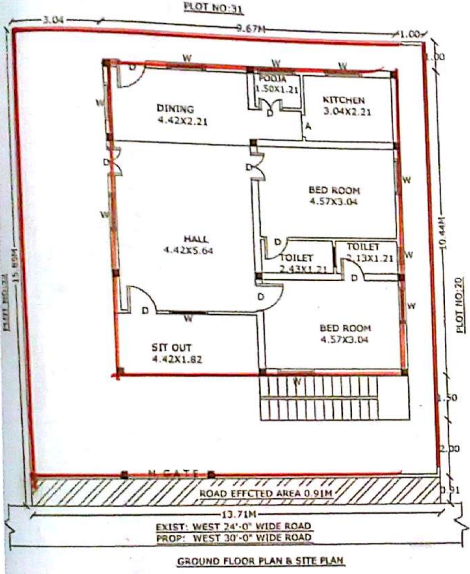 PLOT NO:31
3.04
9.67M
1.00
1.00
W
W
W
D
POOJA
1.50X1.21
D
KITCHEN
3.04X2.21
DINING
4.42X2.21
W
A
D
D
W
BED ROOM
4.57X3.04
W
10.44M
15.85M
HALL
4.42X5.64
D
TOILET
2.43X1.21
TOILET
2.13X1.21
W
D
PLOT NO:20
D
D
W
W
BED ROOM
4.57X3.04
SIT OUT
4.42X1.82
W
1.50
2.00
M.GATE
0.91
ROAD EFFCTED AREA 0.91M
13.71M
EXIST: WEST 24'-0" WIDE ROAD
PROP: WEST 30'-0" WIDE ROAD
GROUND FLOOR PLAN & SITE PLAN